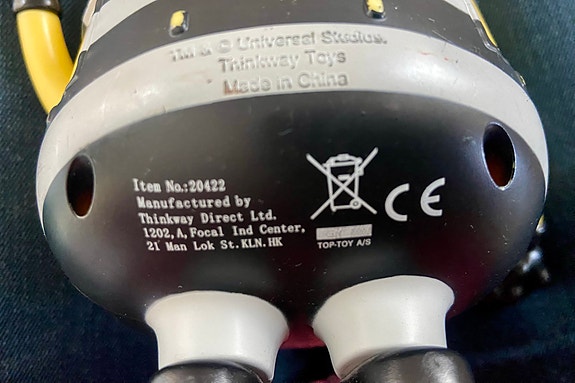 TM & © Universal Studios.
Thinkway Toys
Made in China
Item No.:20422
Manufactured by
Thinkway Direct Ltd.
1202,A,Focal Ind Center,
21 Man Lok St.KLN.HK
CE
TOP-TOY A/S